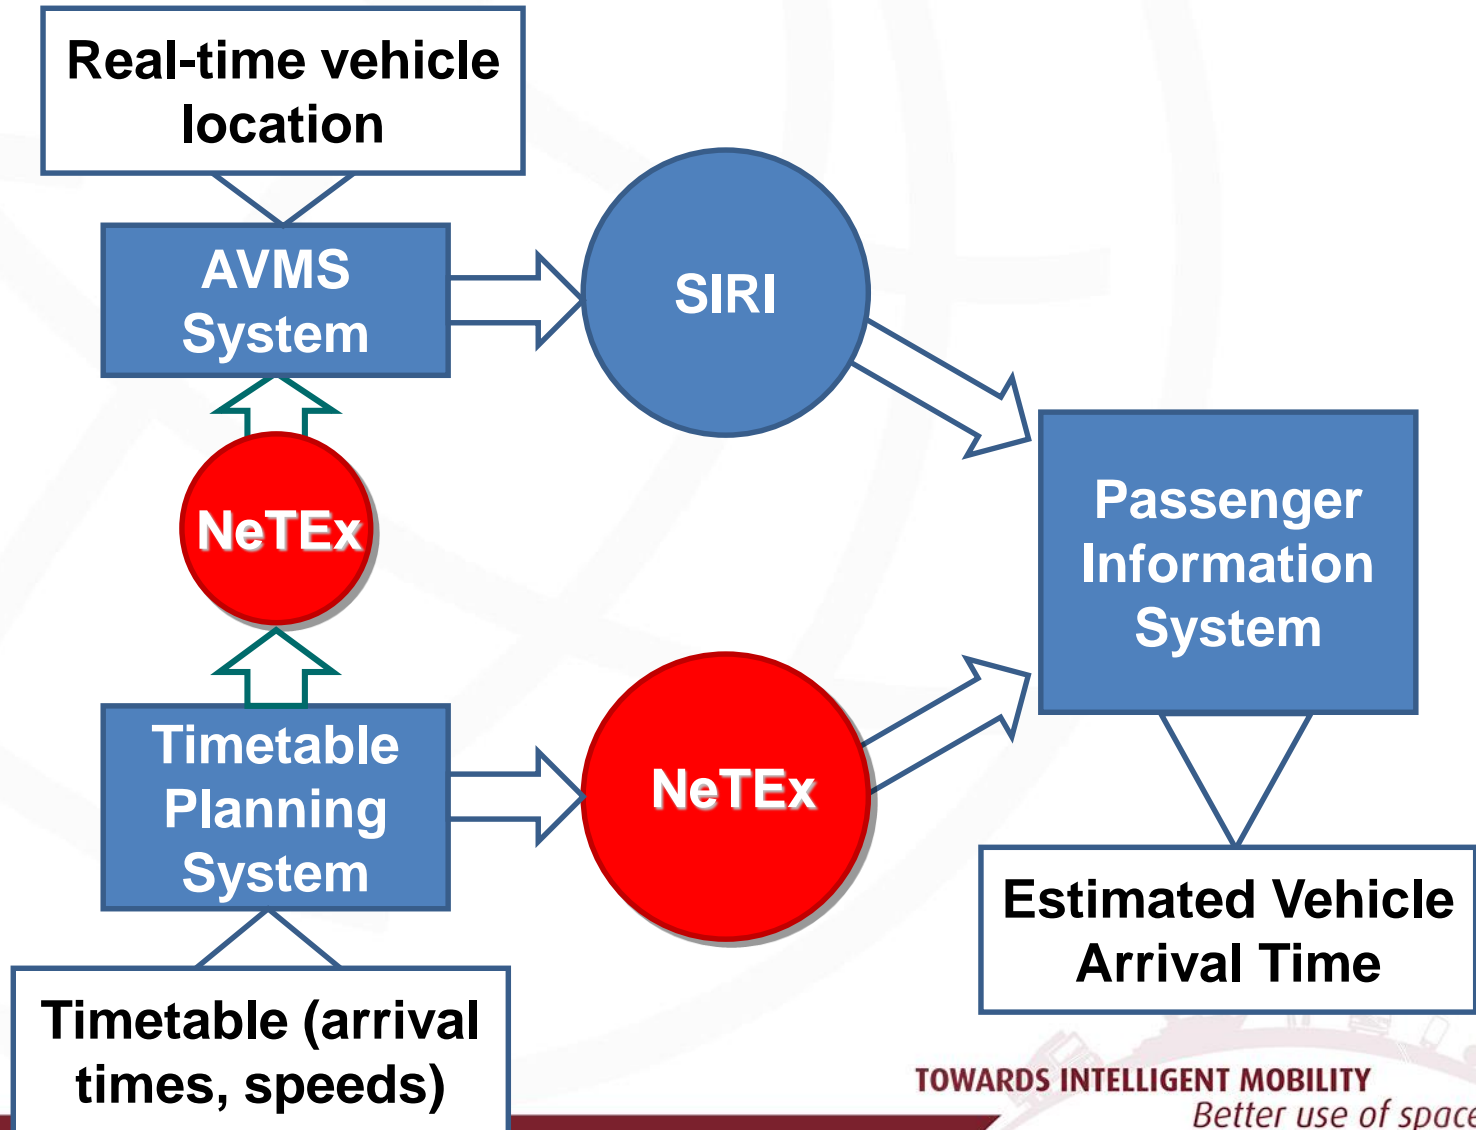 Real-time vehicle
location
AVMS
System
SIRI
NeTEx
Passenger
Information
System
Timetable
Planning
System
NeTEx
Estimated Vehicle
Arrival Time
Timetable (arrival
times, speeds)
TOWARDS INTELLIGENT MOBILITY
Better use of space